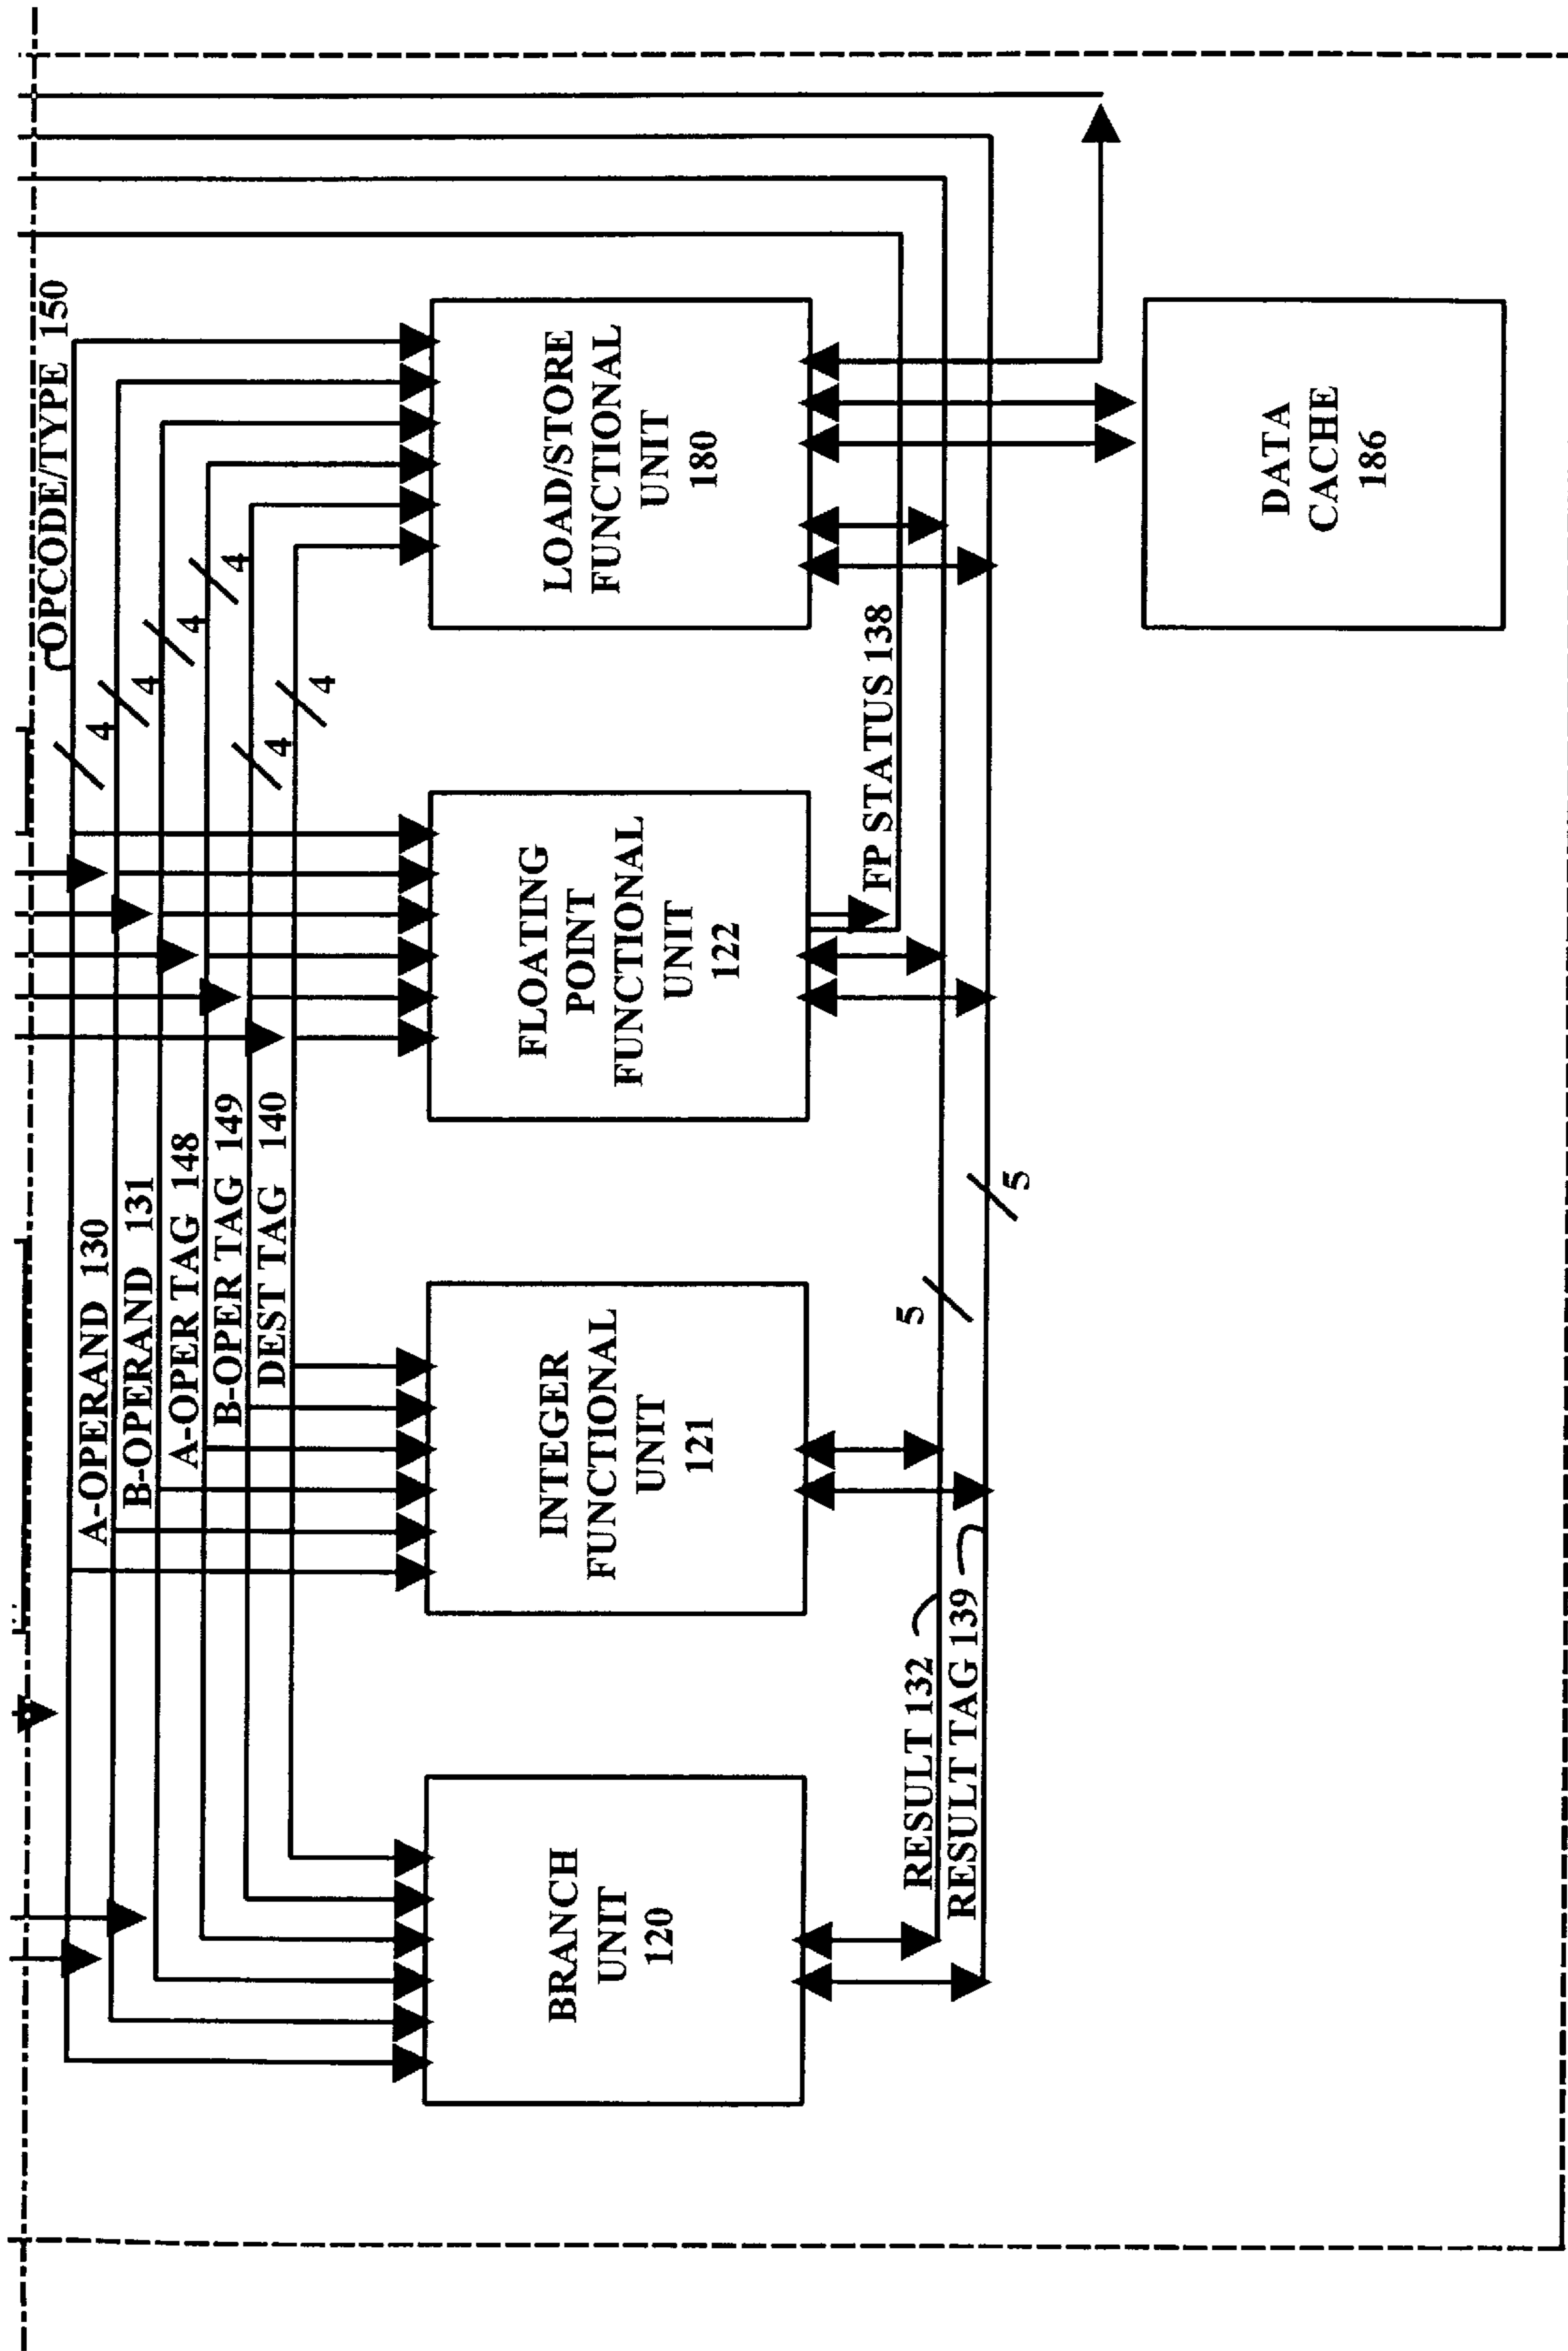 OPCODE/TYPE 150
A-OPERAND 130
B-OPERAND 131
A-OPER TAG 148
B-OPER TAG 149
DEST TAG 140
4
4
4
4
4
4
BRANCH
UNIT
120
INTEGER
FUNCTIONAL
UNIT
121
FLOATING
POINT
FUNCTIONAL
UNIT
122
LOAD/STORE
FUNCTIONAL
UNIT
180
FP STATUS 138
RESULT 132
RESULT TAG 139
5
5
DATA
CACHE
186